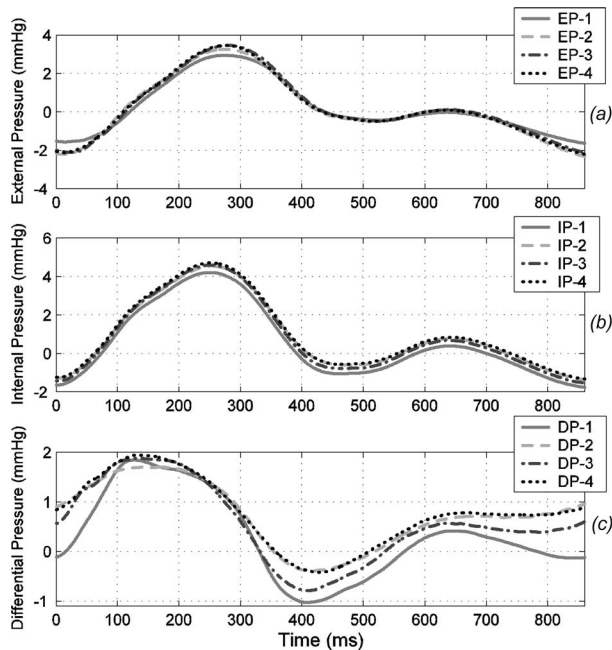 External Pressure (mmHg)
4
2
0
-2
-4
0 100 200 300 400 500 600 700 800
EP-1
EP-2
EP-3
EP-4
(a)
Internal Pressure (mmHg)
6
4
2
0
-2
0 100 200 300 400 500 600 700 800
IP-1
IP-2
IP-3
IP-4
(b)
Differential Pressure (mmHg)
2
1
0
-1
0 100 200 300 400 500 600 700 800
DP-1
DP-2
DP-3
DP-4
(c)
Time (ms)